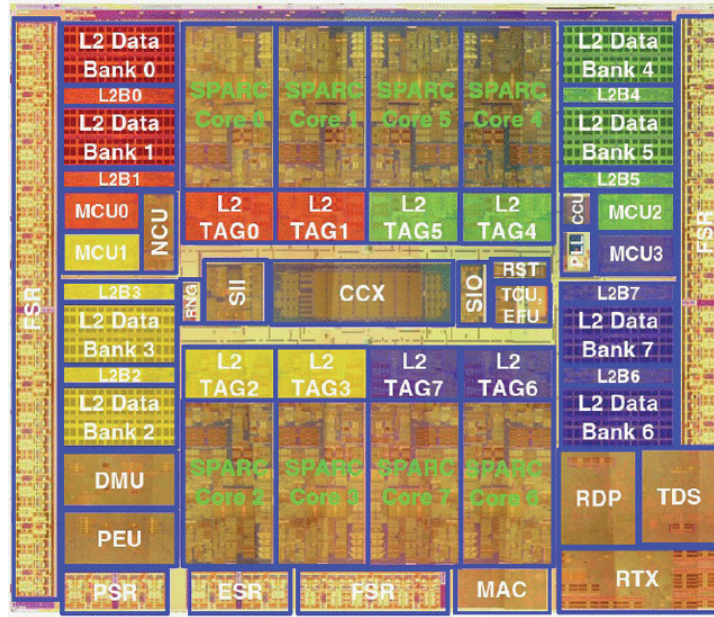 L2 Data
Bank 0
L2B0
L2 Data
Bank 1
L2B1
MCU0
MCU1
NCU
L2B3
L2 Data
Bank 3
L2B2
L2 Data
Bank 2
DMU
PEU
PSR
FSR
SPARC
Core 0
SPARC
Core 1
SPARC
Core 5
SPARC
Core 4
L2
TAG0
L2
TAG1
L2
TAG5
L2
TAG4
RNG
SII
CCX
SIO
RST
TCU,
EFU
L2
TAG2
L2
TAG3
L2
TAG7
L2
TAG6
SPARC
Core 2
SPARC
Core 3
SPARC
Core 7
SPARC
Core 6
ESR
FSR
MAC
L2 Data
Bank 4
L2B4
L2 Data
Bank 5
L2B5
CCU
MCU2
PLL
MCU3
L2B7
L2 Data
Bank 7
L2B6
L2 Data
Bank 6
FSR
RDP
TDS
RTX